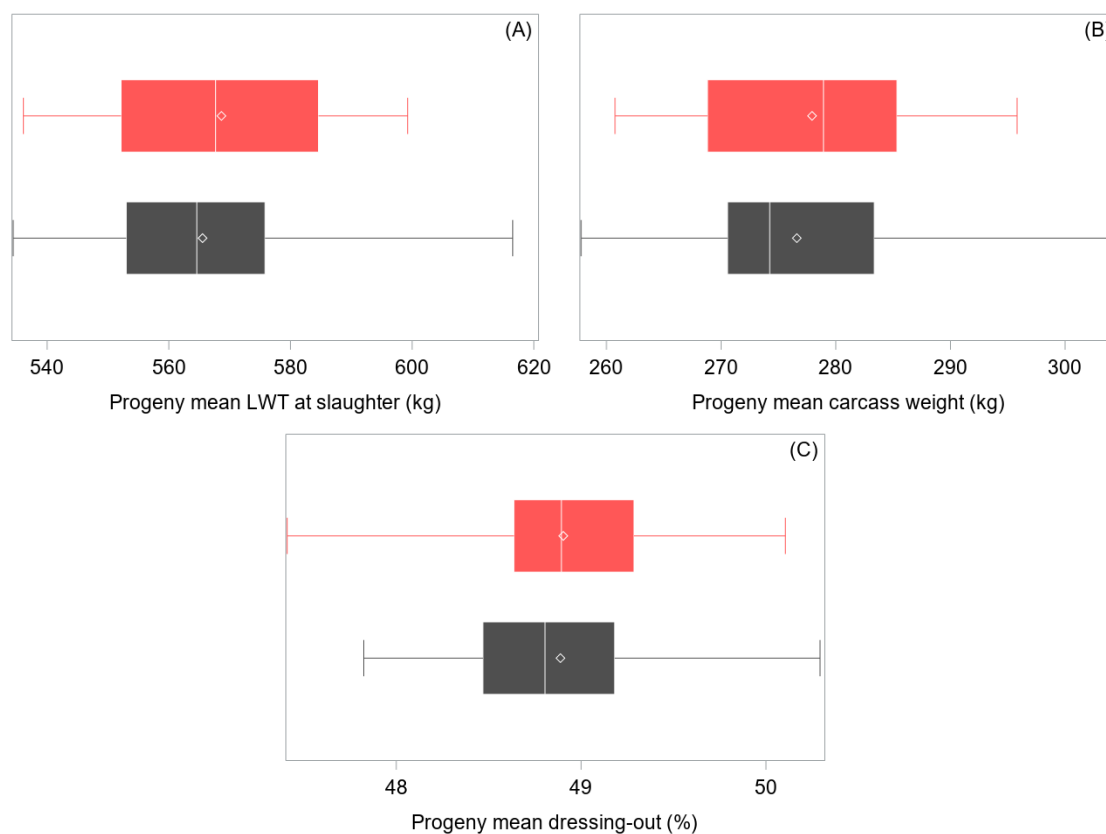 (A)
540 560 580 600 620
Progeny mean LWT at slaughter (kg)
(B)
260 270 280 290 300
Progeny mean carcass weight (kg)
(C)
48 49 50
Progeny mean dressing-out (%)